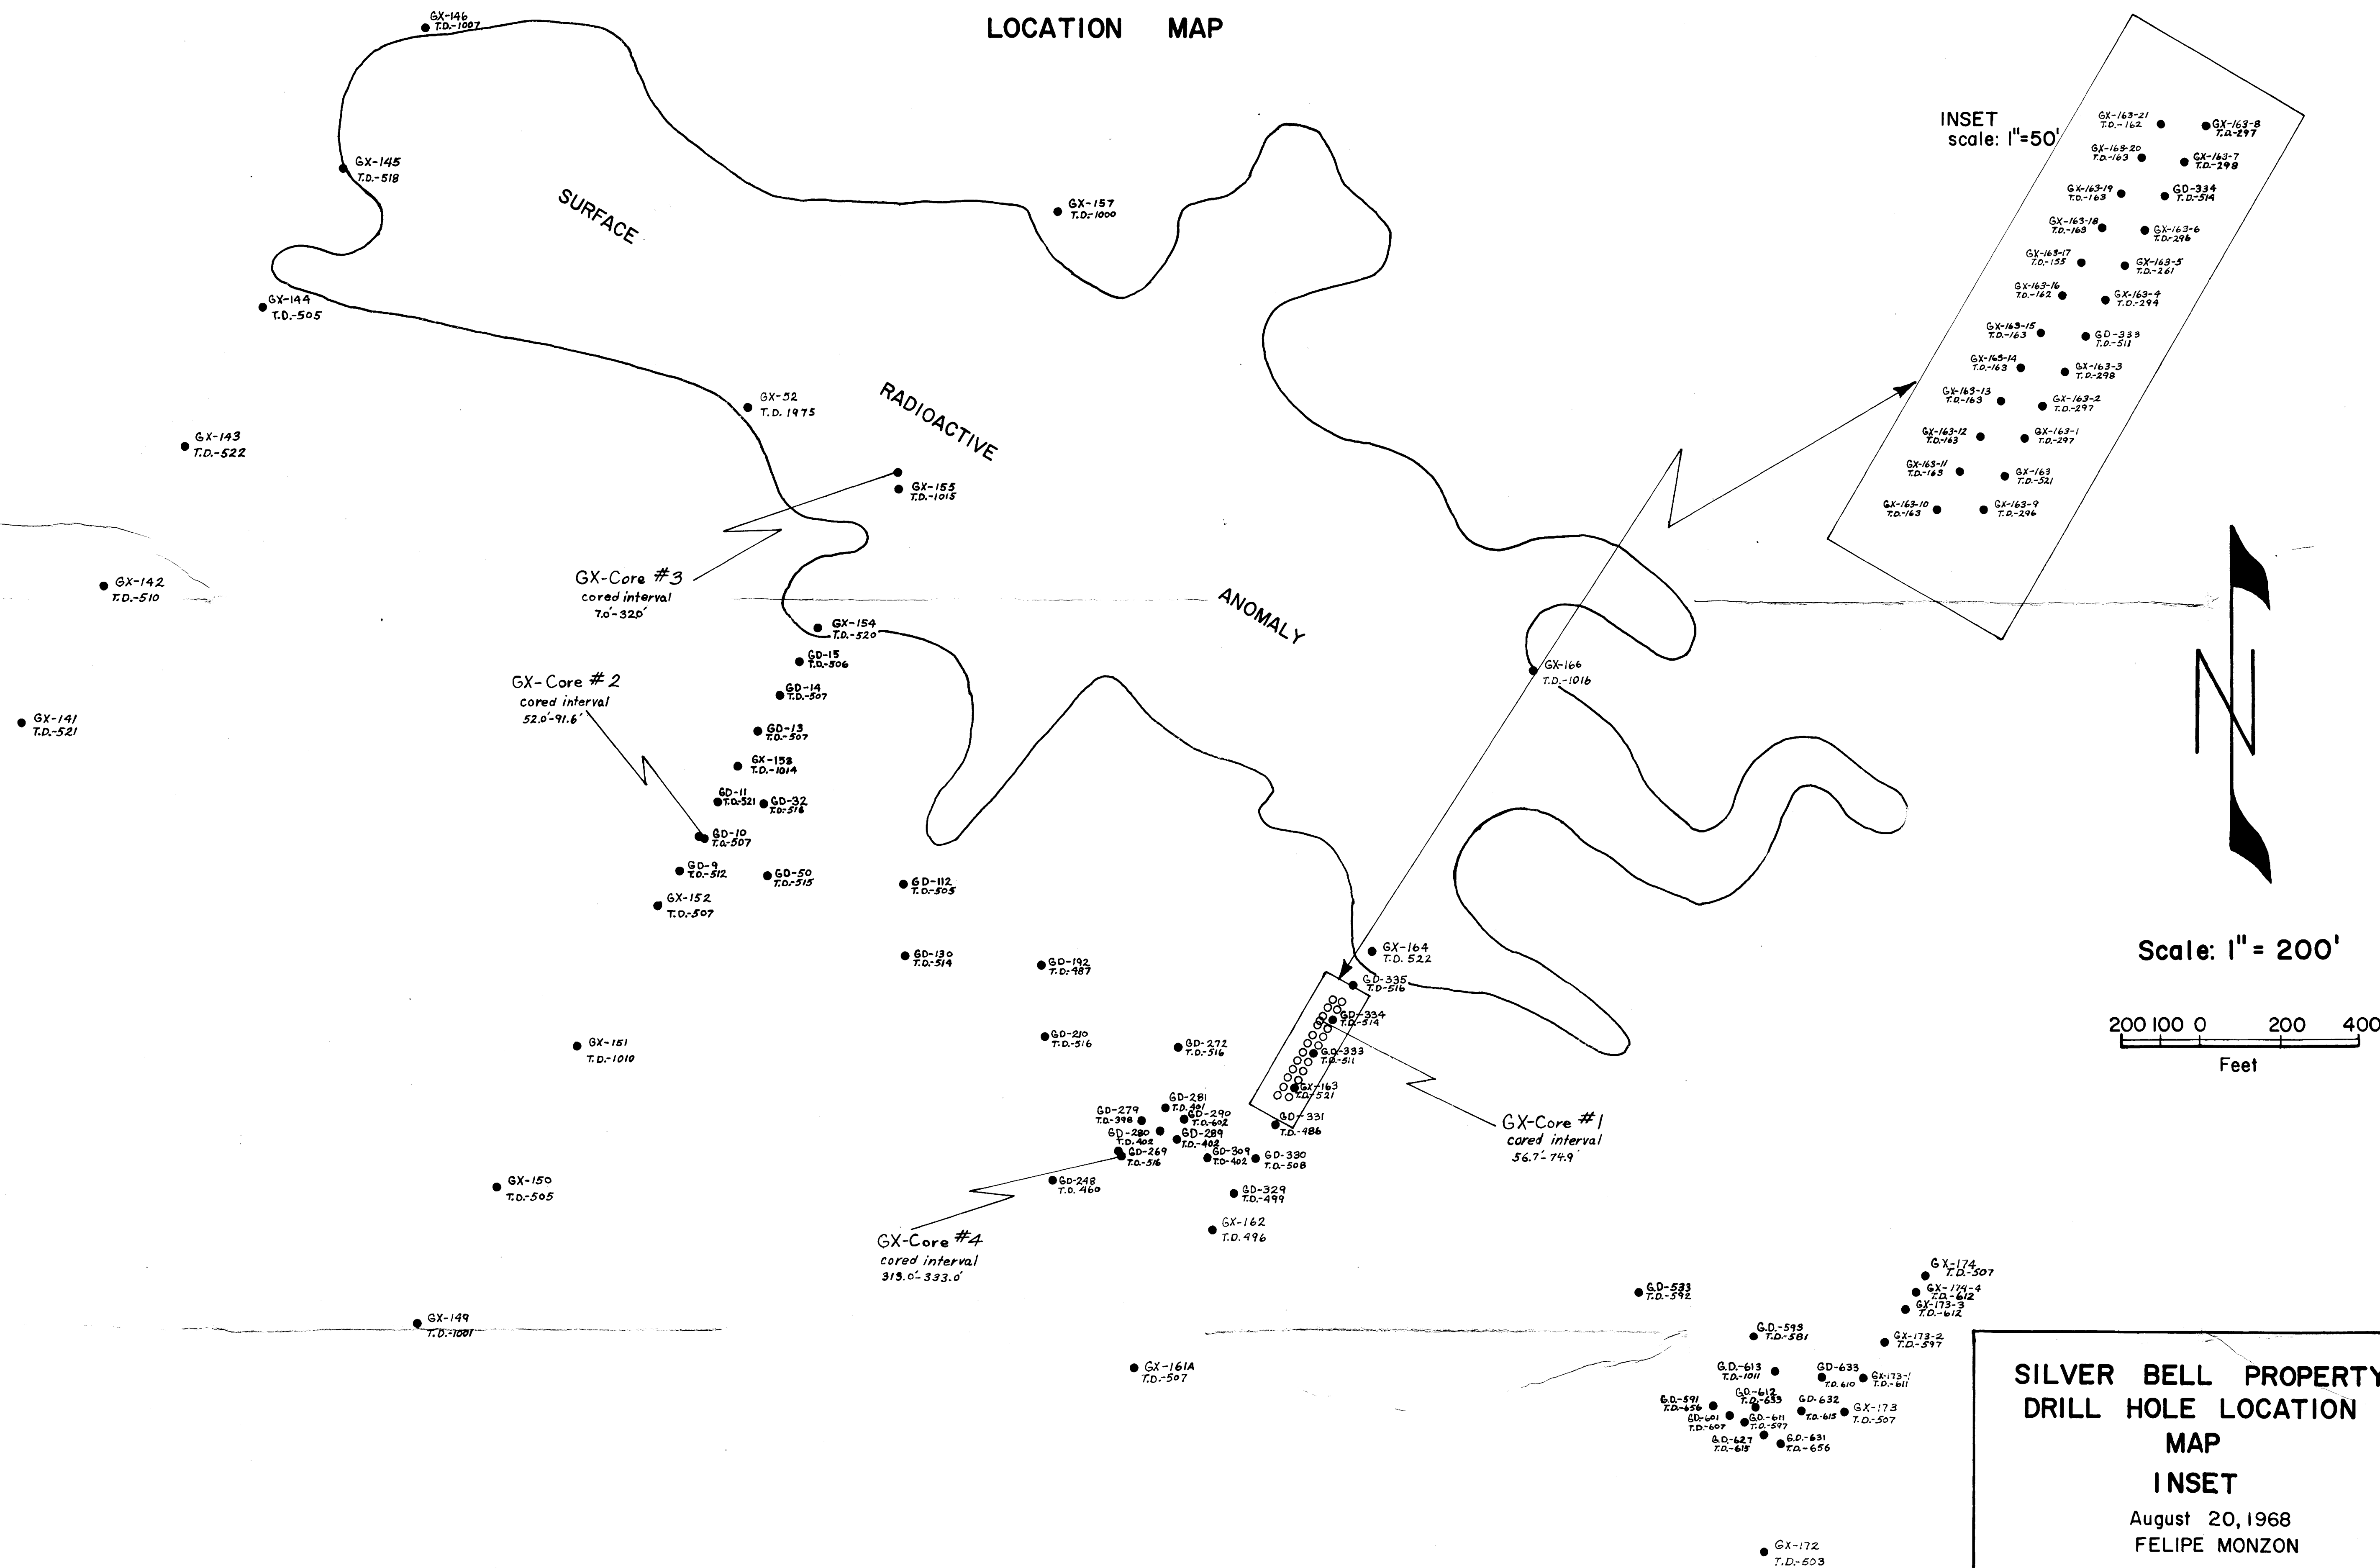 LOCATION MAP
GX-146
T.D.-1007
GX-145
T.D.-518
SURFACE
GX-157
T.D.-1000
GX-144
T.D.-505
GX-52
T.D. 1975
RADIOACTIVE
GX-143
T.D.-522
GX-155
T.D.-1015
GX-Core #3
cored interval
7.0'-32.0'
GX-142
T.D.-510
ANOMALY
GX-154
T.D.-520
GD-15
T.D.-506
GX-166
T.D.-1016
GX-Core #2
cored interval
52.0'-91.6'
GD-14
T.D.-507
GX-141
T.D.-521
GD-13
T.D.-507
GX-153
T.D.-1014
GD-11
T.D.-521
GD-32
T.D.-516
GD-10
T.D.-507
GD-9
T.D.-512
GD-50
T.D.-515
GD-112
T.D.-505
GX-152
T.D.-507
GD-130
T.D.-514
GD-192
T.D.-487
GX-164
T.D. 522
GD-335
T.D-516
GD-334
T.D.-514
GD-210
T.D.-516
GD-272
T.D.-516
GD-333
T.D.-511
GX-151
T.D.-1010
GX-163
T.D.-521
GD-281
T.D. 401
GD-279
T.D.-398
GD-290
T.D.-602
GD-331
T.D.-486
GD-280
T.D. 402
GD-289
T.D.-402
GX-Core #1
cored interval
56.7'-74.9'
GD-269
T.D.-516
GD-309
T.D-402
GD-330
T.D.-508
GD-248
T.D. 460
GX-150
T.D.-505
GD-329
T.D.-499
GX-162
T.D. 496
GX-Core #4
cored interval
313.0'-333.0'
GX-149
T.D.-1001
GX-161A
T.D.-507
GD-533
T.D.-592
GX-174
T.D.-507
GX-174-4
T.D.-612
GX-173-3
T.D.-612
G.D.-593
T.D.-581
GX-173-2
T.D.-597
G.D.-613
T.D.-1011
GD-633
T.D. 610
GX-173-1
T.D.-611
G.D.-591
T.D.-656
GD.-612
T.D.-633
GD-632
T.D.-615
GX-173
T.D.-507
GD-601
T.D.-607
G.D.-611
T.D.-597
G.D.-627
T.D.-615
G.D.-631
T.D.-656
GX-172
T.D.-503
INSET
scale: 1"=50'
GX-163-21
T.D.-162
GX-163-8
T.D.-297
GX-163-20
T.D.-163
GX-163-7
T.D.-298
GX-163-19
T.D.-163
GD-334
T.D.-514
GX-163-18
T.D.-163
GX-163-6
T.D.-296
GX-163-17
T.D.-155
GX-163-5
T.D.-261
GX-163-16
T.D.-162
GX-163-4
T.D.-294
GX-163-15
T.D.-163
GD-333
T.D.-511
GX-163-14
T.D.-163
GX-163-3
T.D.-298
GX-163-13
T.D.-163
GX-163-2
T.D.-297
GX-163-12
T.D.-163
GX-163-1
T.D.-297
GX-163-11
T.D.-163
GX-163
T.D.-521
GX-163-10
T.D.-163
GX-163-9
T.D.-296
N
Scale: 1" = 200'
200 100 0 200 400
Feet
SILVER BELL PROPERTY
DRILL HOLE LOCATION
MAP
INSET
August 20, 1968
FELIPE MONZON